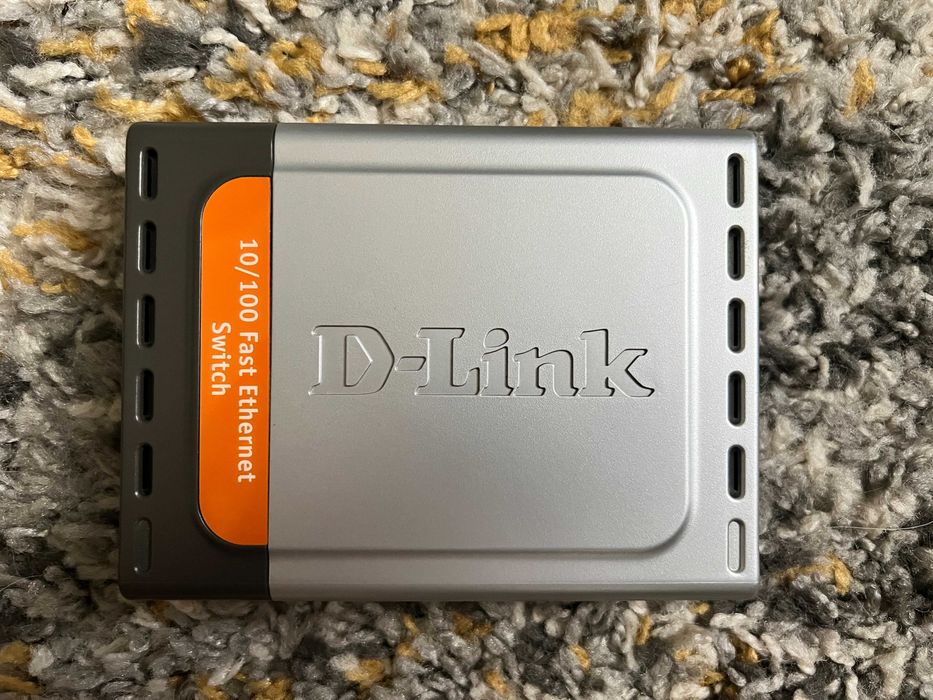 D-Link
10/100 Fast Ethernet
Switch